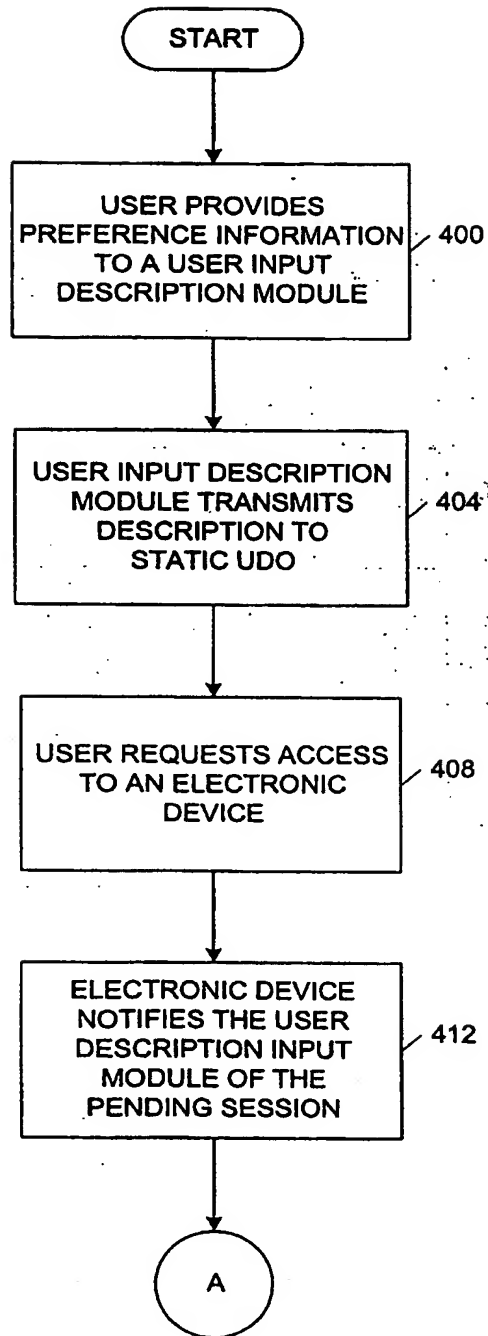 START
USER PROVIDES
PREFERENCE INFORMATION
TO A USER INPUT
DESCRIPTION MODULE
400
USER INPUT DESCRIPTION
MODULE TRANSMITS
DESCRIPTION TO
STATIC UDO
404
USER REQUESTS ACCESS
TO AN ELECTRONIC
DEVICE
408
ELECTRONIC DEVICE
NOTIFIES THE USER
DESCRIPTION INPUT
MODULE OF THE
PENDING SESSION
412
A